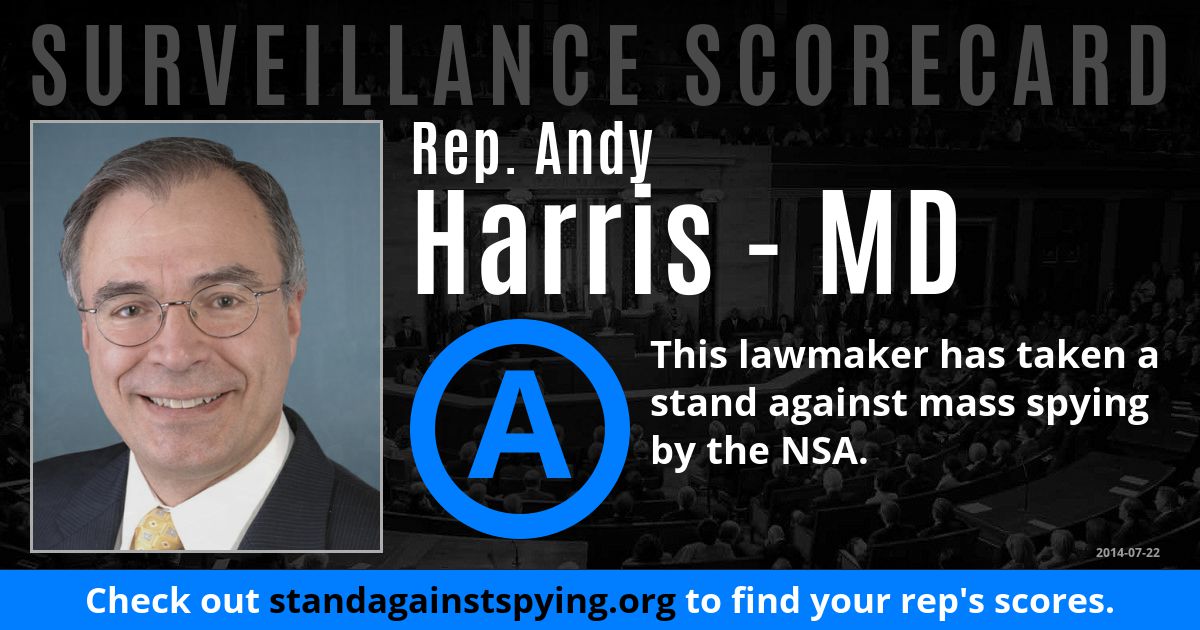 SURVEILLANCE SCORECARD
Rep. Andy
Harris - MD
A
This lawmaker has taken a
stand against mass spying
by the NSA.
2014-07-22
Check out standagainstspying.org to find your rep's scores.